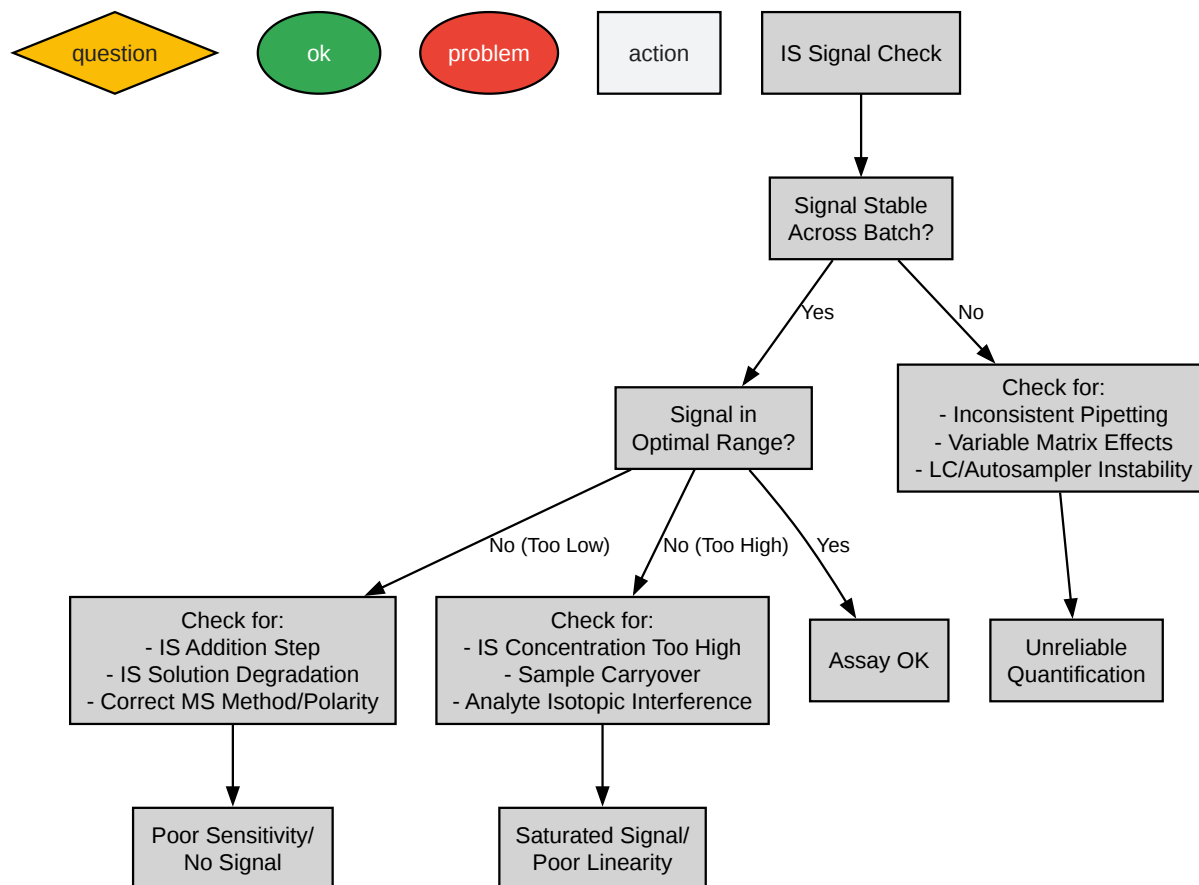 question
ok
problem
action
IS Signal Check
Signal Stable
Across Batch?
Yes
No
Signal in
Optimal Range?
Check for:
- Inconsistent Pipetting
- Variable Matrix Effects
- LC/Autosampler Instability
No (Too Low)
No (Too High)
Yes
Check for:
- IS Addition Step
- IS Solution Degradation
- Correct MS Method/Polarity
Check for:
- IS Concentration Too High
- Sample Carryover
- Analyte Isotopic Interference
Assay OK
Unreliable
Quantification
Poor Sensitivity/
No Signal
Saturated Signal/
Poor Linearity